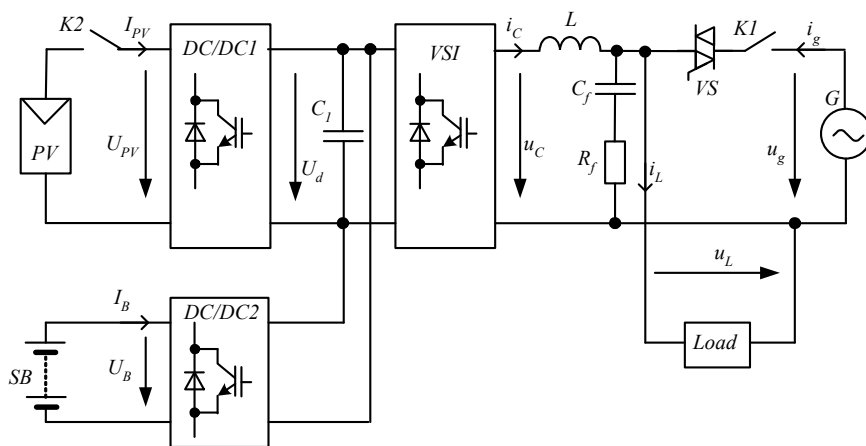 K2
I_PV
DC/DC1
VSI
i_C
L
K1
i_g
VS
C_f
C_1
G
PV
U_PV
U_d
u_C
R_f
i_L
u_g
u_L
I_B
DC/DC2
Load
SB
U_B